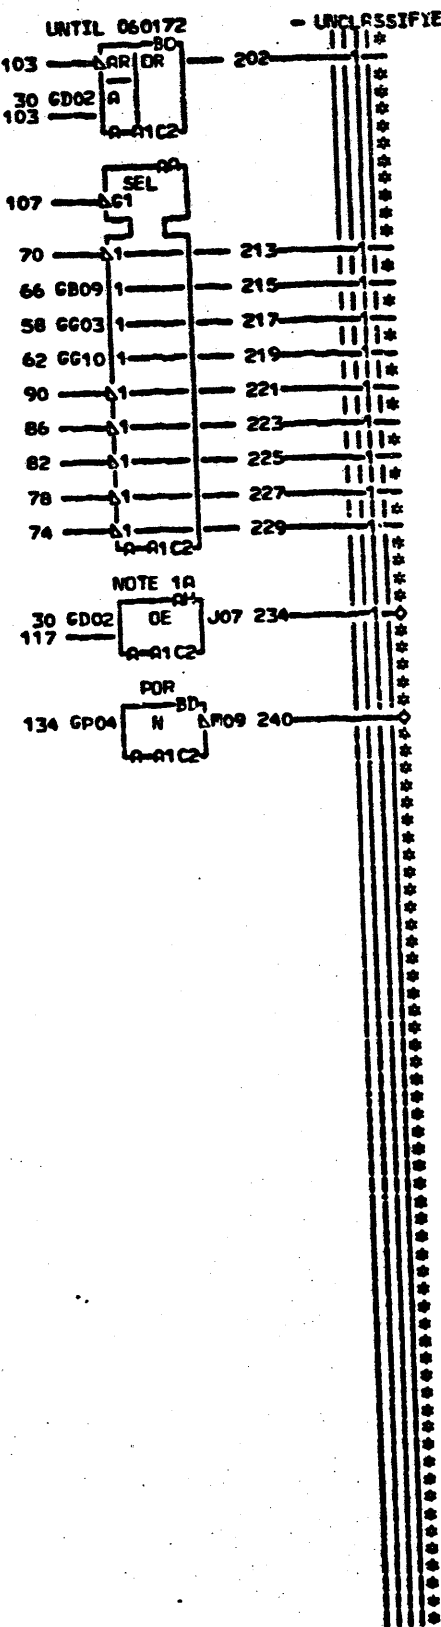 UNTIL 060172 - UNCLASSIFIE
BD
103 AR OR 202
30 GD02 A
103
A-A1C2
AA
SEL
107 G1
70 1 213
66 GB09 1 215
58 GG03 1 217
62 GG10 1 219
90 1 221
86 1 223
82 1 225
78 1 227
74 1 229
A-A1C2
NOTE 1A
30 GD02 OE J07 234
117
A-A1C2
POR
BD
134 GP04 N M09 240
A-A1C2